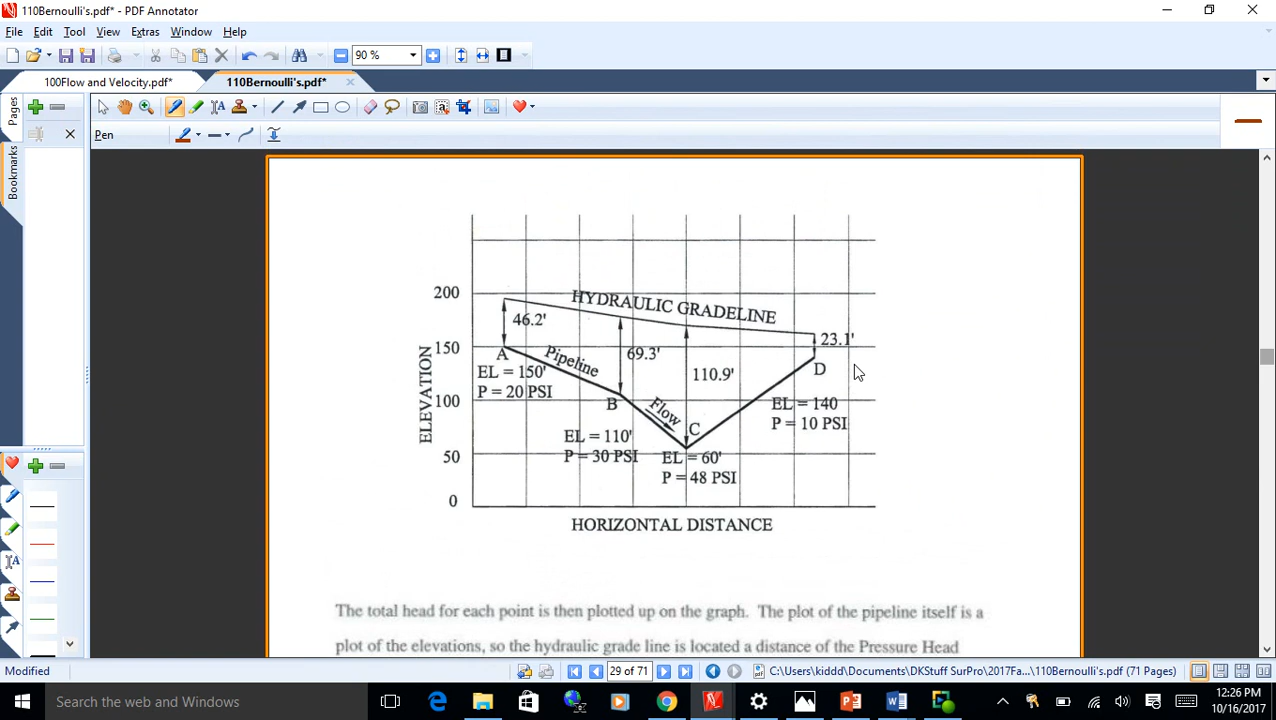 110Bernoulli's.pdf* - PDF Annotator
File Edit Tool View Extras Window Help
90 %
100Flow and Velocity.pdf* 110Bernoulli's.pdf*
Pen
Pages
Bookmarks
200
150
100
50
0
ELEVATION
HYDRAULIC GRADELINE
46.2'
69.3'
110.9'
23.1'
Pipeline
Flow
A
EL = 150'
P = 20 PSI
B
EL = 110'
P = 30 PSI
C
EL = 60'
P = 48 PSI
D
EL = 140
P = 10 PSI
HORIZONTAL DISTANCE
The total head for each point is then plotted up on the graph. The plot of the pipeline itself is a
plot of the elevations, so the hydraulic grade line is located a distance of the Pressure Head
Modified
29 of 71
C:\Users\kiddd\Documents\DKStuff SurPro\2017Fa...\110Bernoulli's.pdf (71 Pages)
Search Windows
12:26 PM
10/16/2017